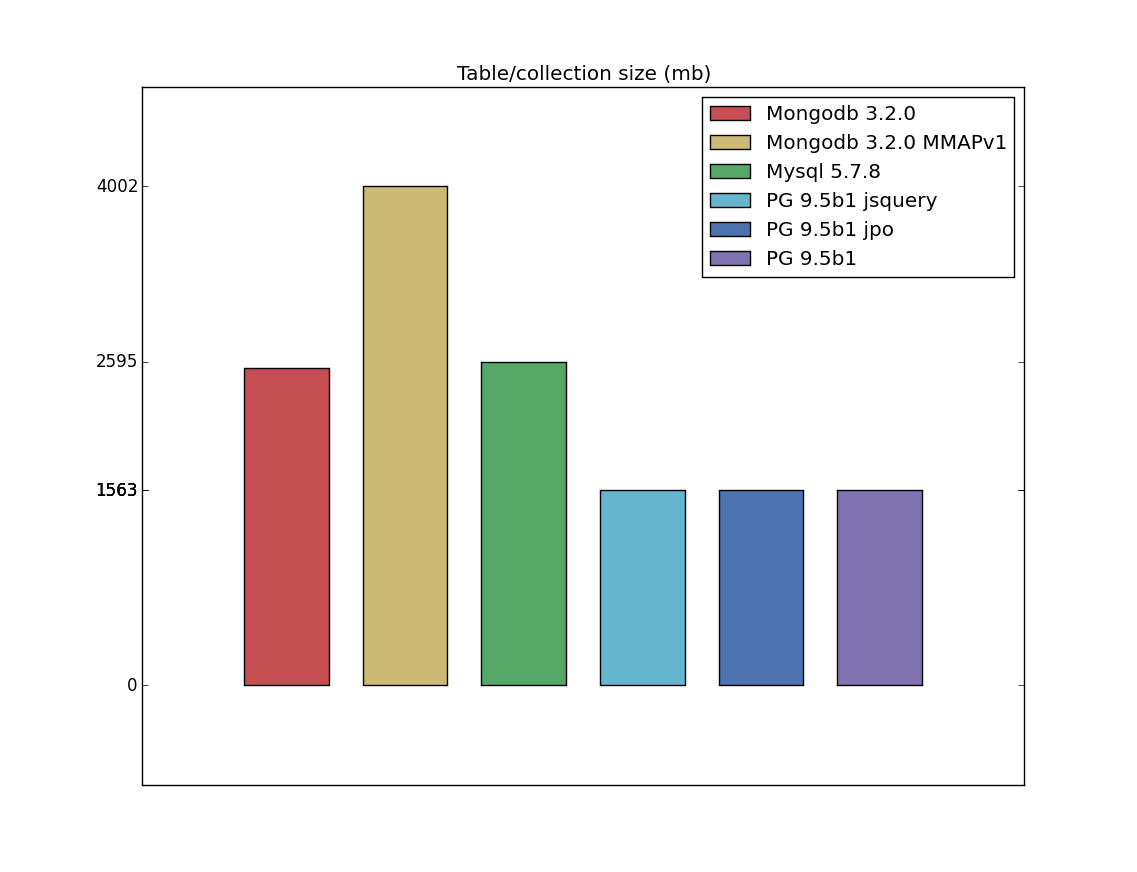 Table/collection size (mb)
Mongodb 3.2.0
Mongodb 3.2.0 MMAPv1
Mysql 5.7.8
PG 9.5b1 jsquery
PG 9.5b1 jpo
PG 9.5b1
4002
2595
1563
0